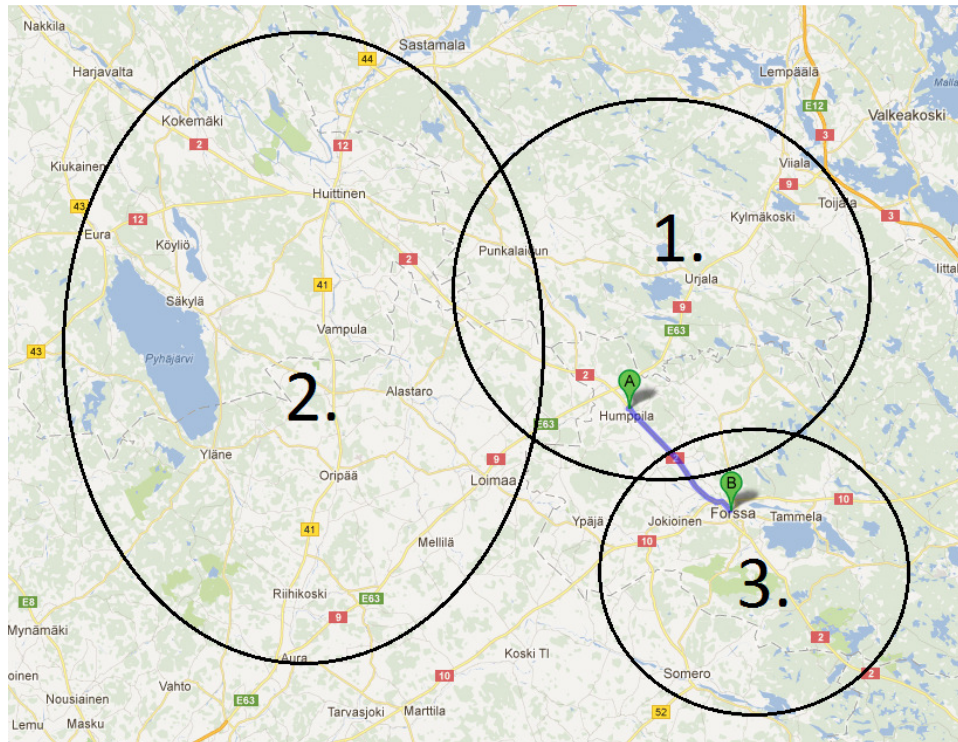 Nakkila
Sastamala
44
Harjavalta
Lempäälä
E12
Kokemäki
Valkeakoski
2
12
3
Kiukainen
Viiala
9
Huittinen
43
Toijala
12
Kylmäkoski
3
Eura
Köyliö
1.
Punkalaidun
2
Iittal
Urjala
41
Säkylä
9
Vampula
E63
43
Pyhäjärvi
2
A
Alastaro
2.
Humppila
E63
Yläne
9
2
Oripää
Loimaa
B
10
Forssa
Tammela
Ypäjä
Jokioinen
41
10
Mellilä
3.
Riihikoski
E63
E8
9
Mynämäki
2
Aura
Koski Tl
10
Somero
2
oinen
Vahto
Nousiainen
E63
Tarvasjoki
Marttila
52
Lemu
Masku